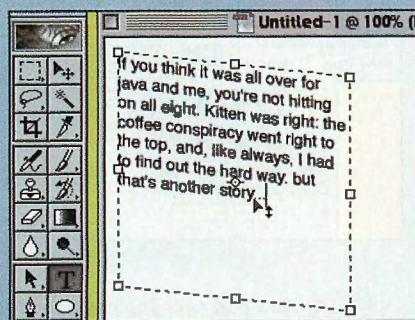 Untitled-1 @ 100% (
If you think it was all over for
java and me, you're not hitting
on all eight. Kitten was right: the
coffee conspiracy went right to
the top, and, like always, I had
to find out the hard way. but
that's another story...
T